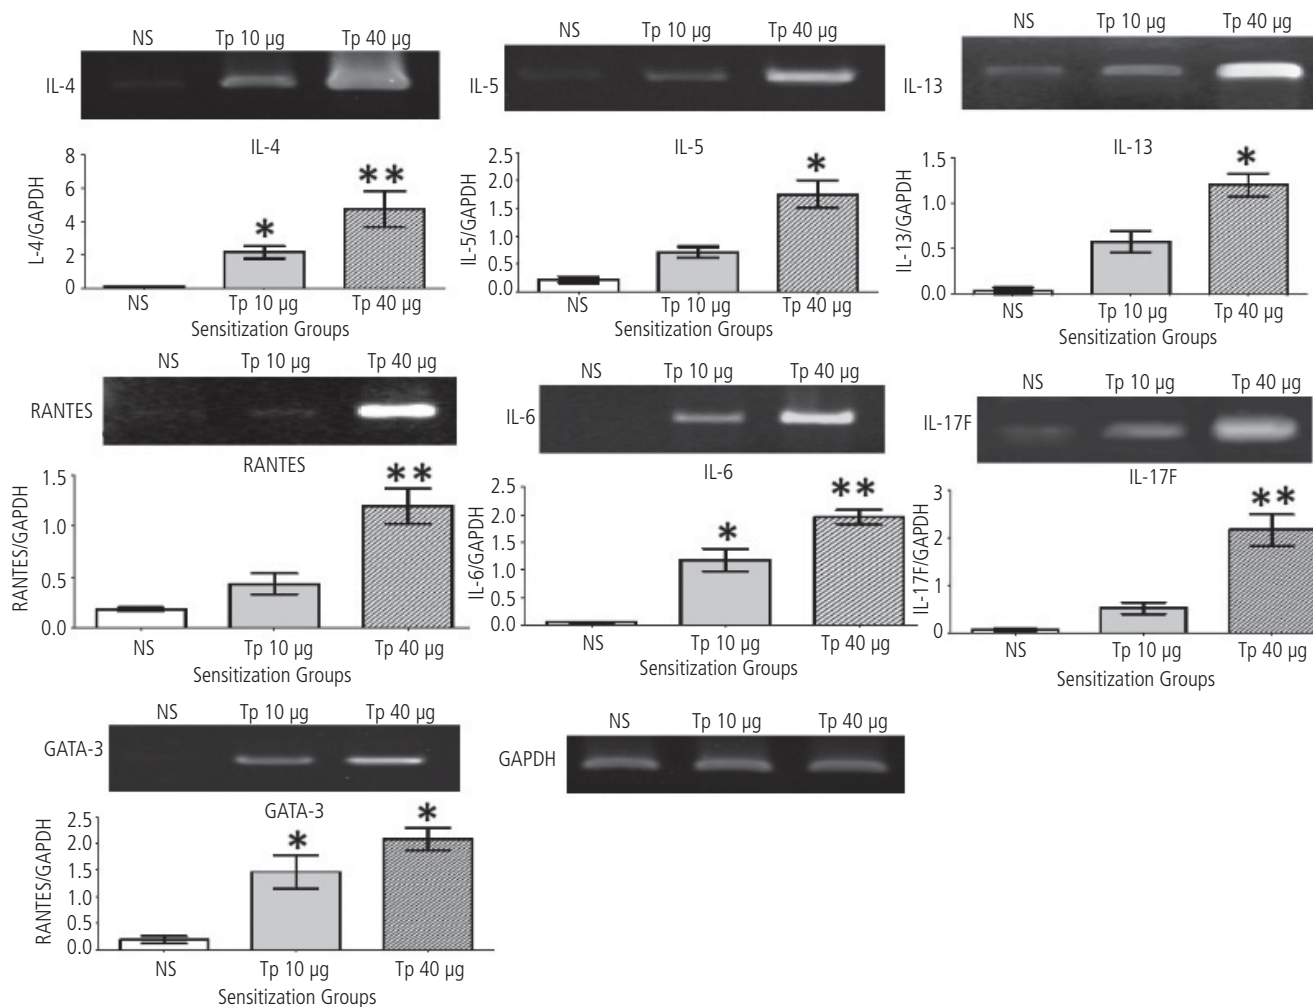 NS Tp 10 µg Tp 40 µg
IL-4
IL-4
L-4/GAPDH
8
6
4
2
0
* **
NS Tp 10 µg Tp 40 µg
Sensitization Groups
NS Tp 10 µg Tp 40 µg
IL-5
IL-5
IL-5/GAPDH
2.5
2.0
1.5
1.0
0.5
0.0
*
NS Tp 10 µg Tp 40 µg
Sensitization Groups
NS Tp 10 µg Tp 40 µg
IL-13
IL-13
IL-13/GAPDH
1.5
1.0
0.5
0.0
*
NS Tp 10 µg Tp 40 µg
Sensitization Groups
NS Tp 10 µg Tp 40 µg
RANTES
RANTES
RANTES/GAPDH
1.5
1.0
0.5
0.0
**
NS Tp 10 µg Tp 40 µg
Sensitization Groups
NS Tp 10 µg Tp 40 µg
IL-6
IL-6
IL-6/GAPDH
2.5
2.0
1.5
1.0
0.5
0.0
* **
NS Tp 10 µg Tp 40 µg
Sensitization Groups
NS Tp 10 µg Tp 40 µg
IL-17F
IL-17F
IL-17F/GAPDH
3
2
1
0
**
NS Tp 10 µg Tp 40 µg
Sensitization Groups
NS Tp 10 µg Tp 40 µg
GATA-3
GATA-3
RANTES/GAPDH
2.5
2.0
1.5
1.0
0.5
0.0
* *
NS Tp 10 µg Tp 40 µg
Sensitization Groups
NS Tp 10 µg Tp 40 µg
GAPDH